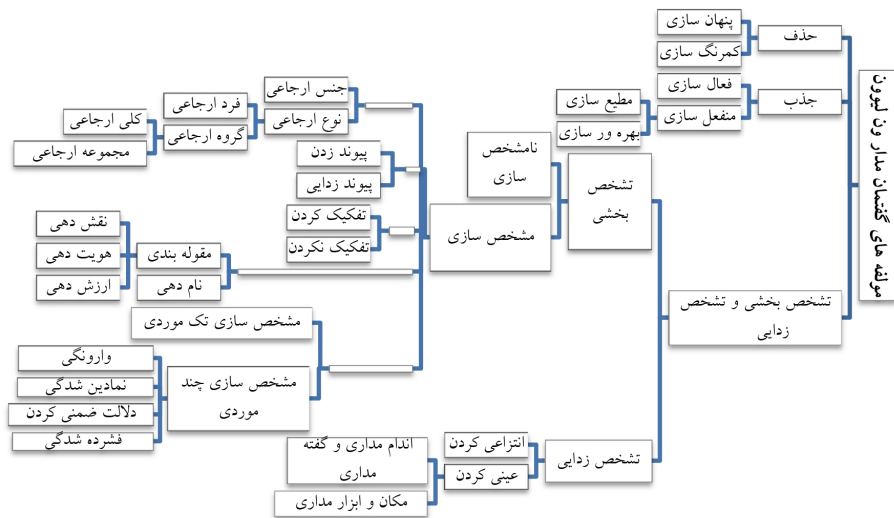 مولفه های گفتمان مدار ون لیوون
حذف
پنهان سازی
کمرنگ سازی
جذب
فعال سازی
منفعل سازی
مطیع سازی
بهره ور سازی
تشخص بخشی و تشخص
زدایی
تشخص
بخشی
نامشخص
سازی
مشخص سازی
جنس ارجاعی
نوع ارجاعی
فرد ارجاعی
گروه ارجاعی
کلی ارجاعی
مجموعه ارجاعی
پیوند زدن
پیوند زدایی
تفکیک کردن
تفکیک نکردن
مقوله بندی
نام دهی
نقش دهی
هویت دهی
ارزش دهی
مشخص سازی تک موردی
مشخص سازی چند
موردی
وارونگی
نمادین شدگی
دلالت ضمنی کردن
فشرده شدگی
تشخص زدایی
انتزاعی کردن
عینی کردن
اندام مداری و گفته
مداری
مکان و ابزار مداری